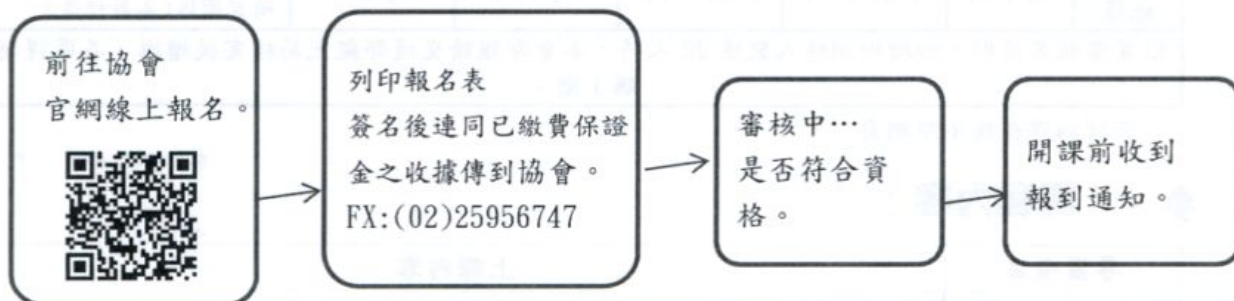 前往協會
官網線上報名。
列印報名表
簽名後連同已繳費保證
金之收據傳到協會。
FX:(02)25956747
審核中…
是否符合資
格。
開課前收到
報到通知。